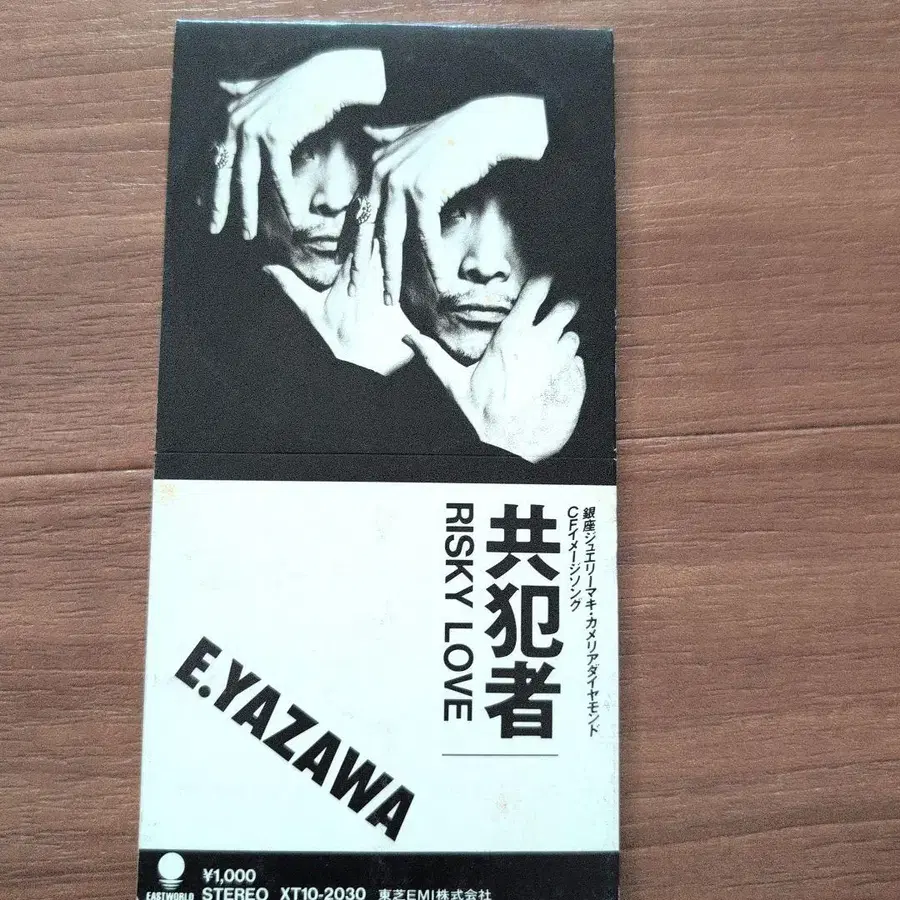 銀座ジュエリーマキ・カメリアダイヤモンド
CFイメージソング
共犯者
RISKY LOVE
E.YAZAWA
¥1,000
EASTWORLD STEREO XT10-2030 東芝EMI株式会社